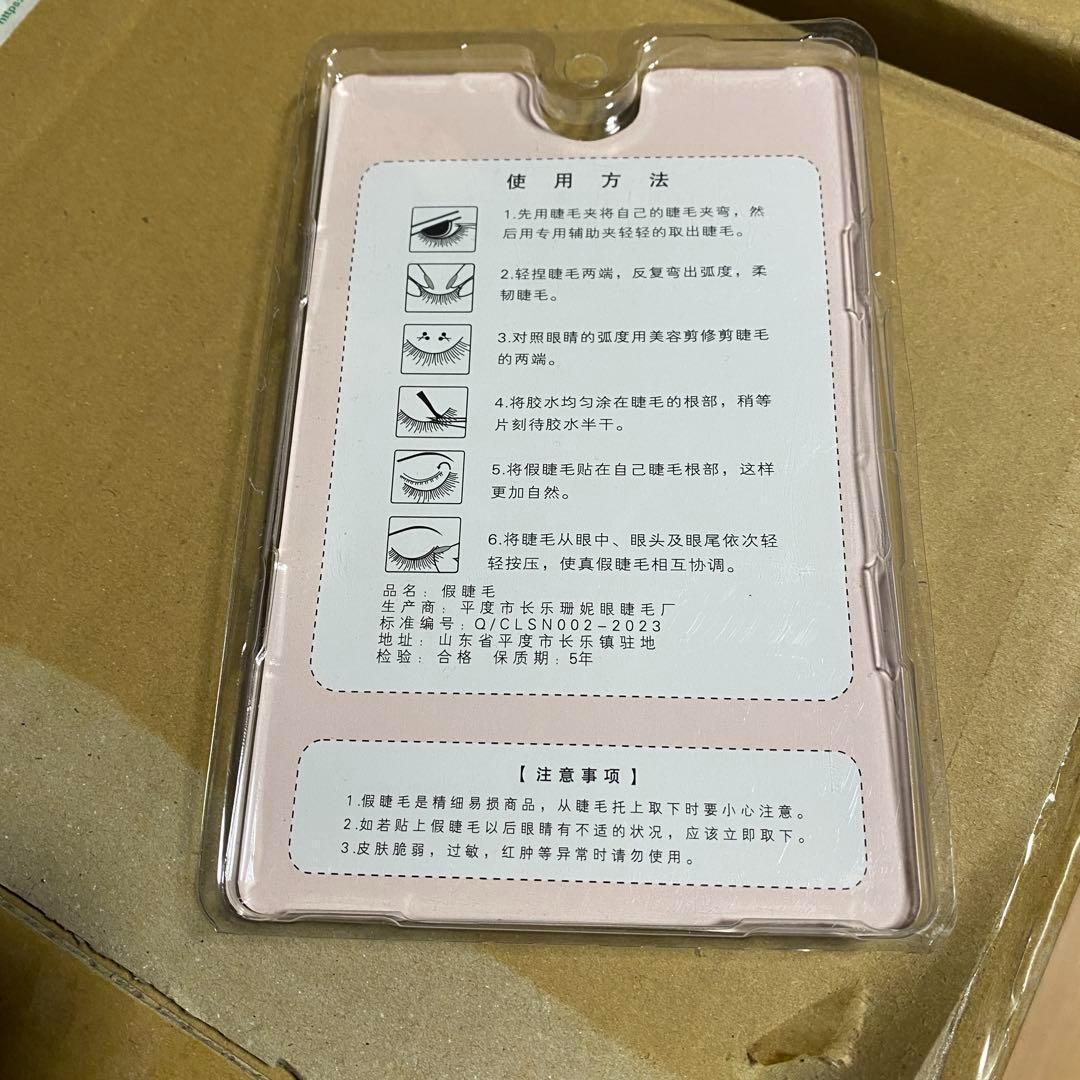 https
使用方法
1.先用睫毛夹将自己的睫毛夹弯，然
后用专用辅助夹轻轻的取出睫毛。
2.轻捏睫毛两端，反复弯出弧度，柔
韧睫毛。
3.对照眼睛的弧度用美容剪修剪睫毛
的两端。
4.将胶水均匀涂在睫毛的根部，稍等
片刻待胶水半干。
5.将假睫毛贴在自己睫毛根部，这样
更加自然。
6.将睫毛从眼中、眼头及眼尾依次轻
轻按压，使真假睫毛相互协调。
品名：假睫毛
生产商：平度市长乐珊妮眼睫毛厂
标准编号：Q/CLSN002-2023
地址：山东省平度市长乐镇驻地
检验：合格 保质期：5年
【注意事项】
1.假睫毛是精细易损商品，从睫毛托上取下时要小心注意。
2.如若贴上假睫毛以后眼睛有不适的状况，应该立即取下。
3.皮肤脆弱，过敏，红肿等异常时请勿使用。